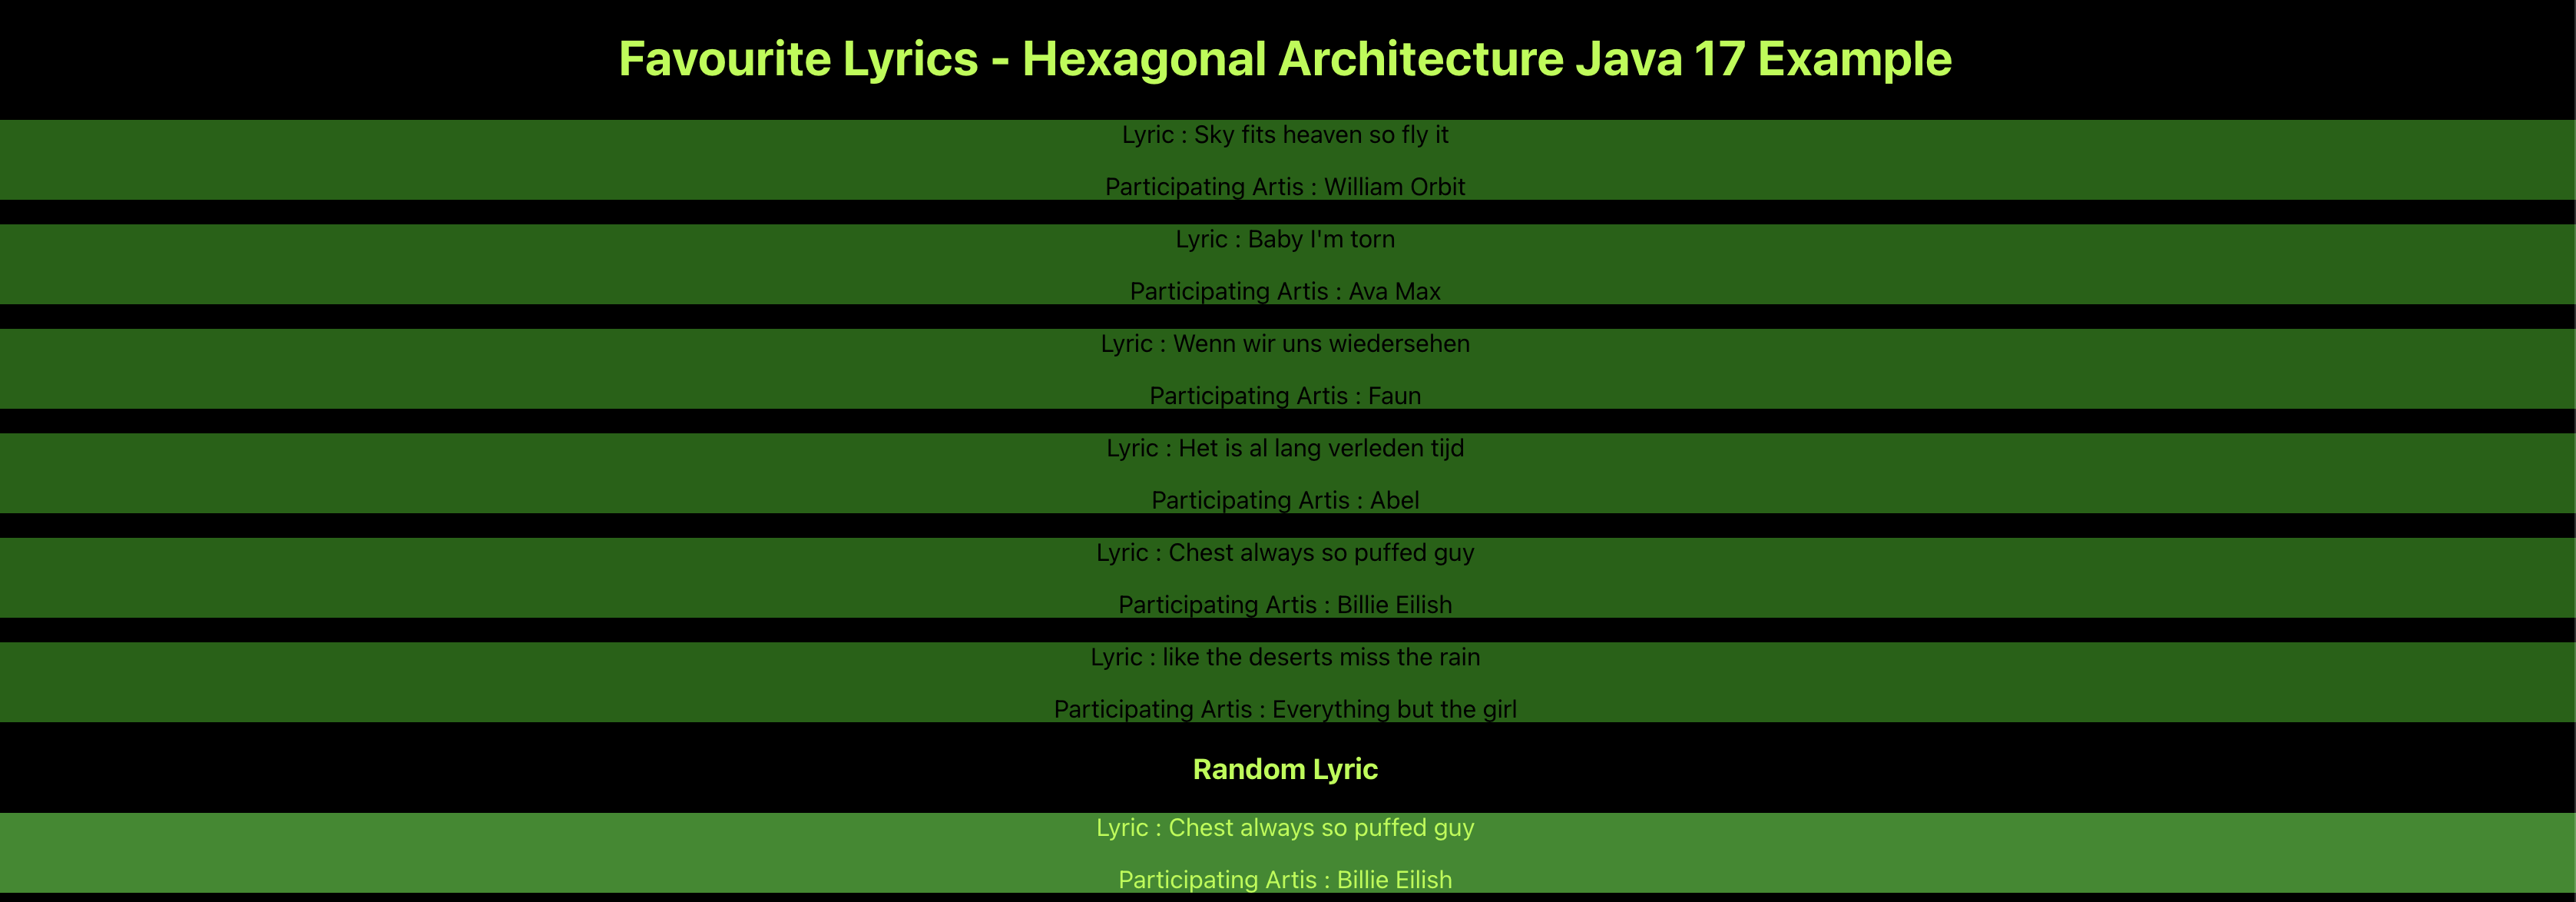 Favourite Lyrics - Hexagonal Architecture Java 17 Example
Lyric : Sky fits heaven so fly it
Participating Artis : William Orbit
Lyric : Baby I'm torn
Participating Artis : Ava Max
Lyric : Wenn wir uns wiedersehen
Participating Artis : Faun
Lyric : Het is al lang verleden tijd
Participating Artis : Abel
Lyric : Chest always so puffed guy
Participating Artis : Billie Eilish
Lyric : like the deserts miss the rain
Participating Artis : Everything but the girl
Random Lyric
Lyric : Chest always so puffed guy
Participating Artis : Billie Eilish